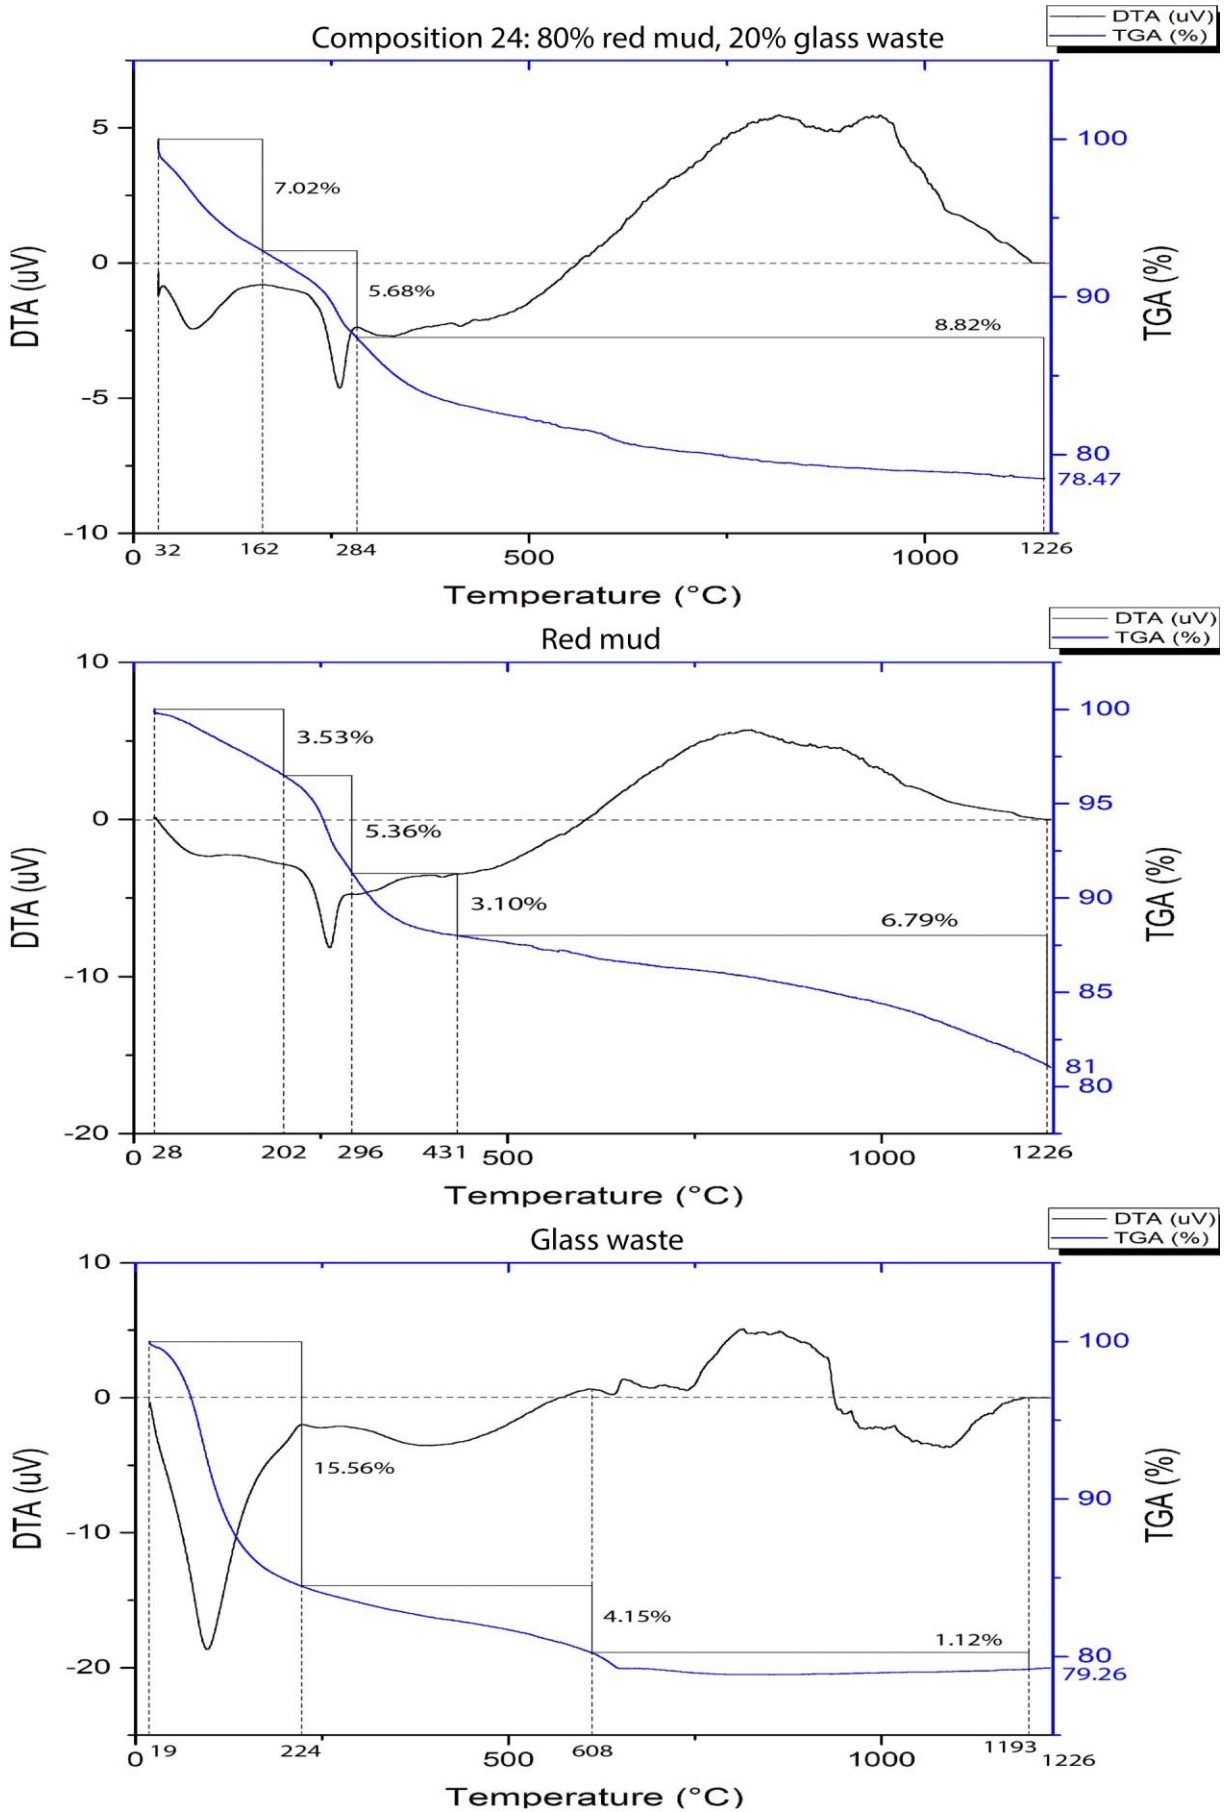 Composition 24: 80% red mud, 20% glass waste
DTA (uV)
TGA (%)
5
0
-5
-10
DTA (uV)
100
90
80
78.47
TGA (%)
7.02%
5.68%
8.82%
0 32 162 284 500 1000 1226
Temperature (°C)
Red mud
DTA (uV)
TGA (%)
10
0
-10
-20
DTA (uV)
100
95
90
85
81
80
TGA (%)
3.53%
5.36%
3.10%
6.79%
0 28 202 296 431 500 1000 1226
Temperature (°C)
Glass waste
DTA (uV)
TGA (%)
10
0
-10
-20
DTA (uV)
100
90
80
79.26
TGA (%)
15.56%
4.15%
1.12%
0 19 224 500 608 1000 1193 1226
Temperature (°C)